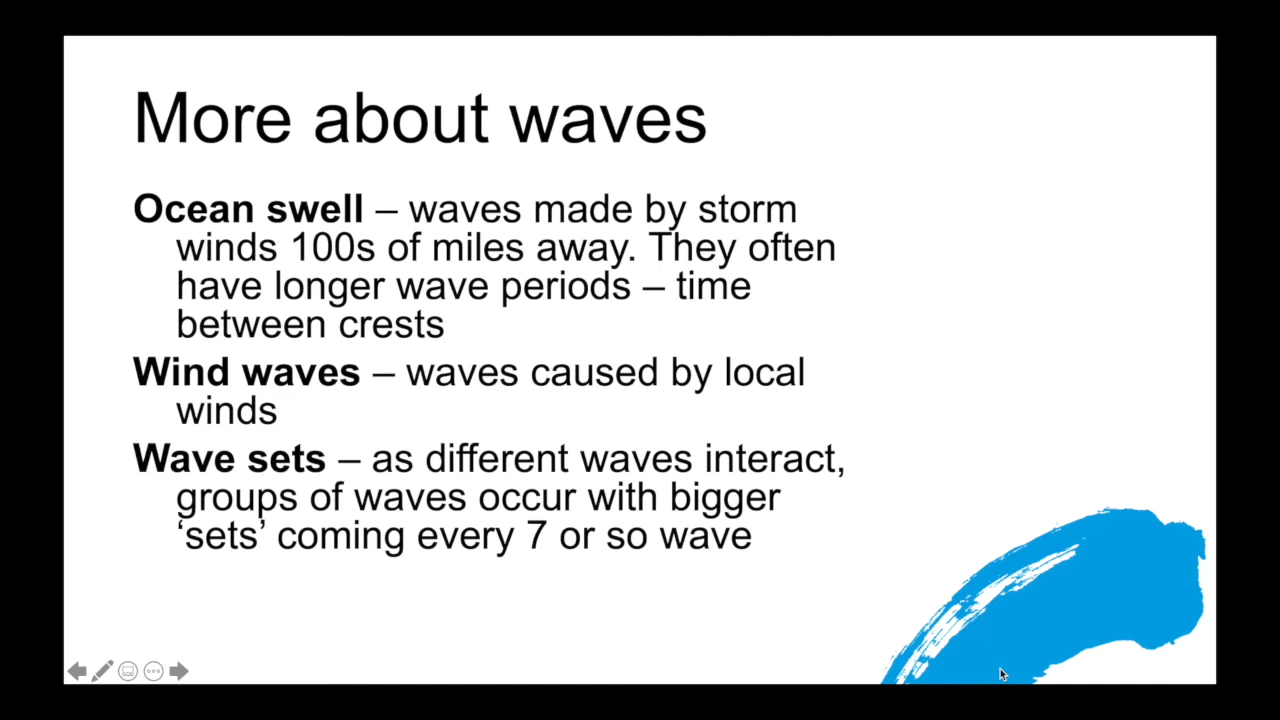 More about waves
Ocean swell – waves made by storm
winds 100s of miles away. They often
have longer wave periods – time
between crests
Wind waves – waves caused by local
winds
Wave sets – as different waves interact,
groups of waves occur with bigger
‘sets’ coming every 7 or so wave